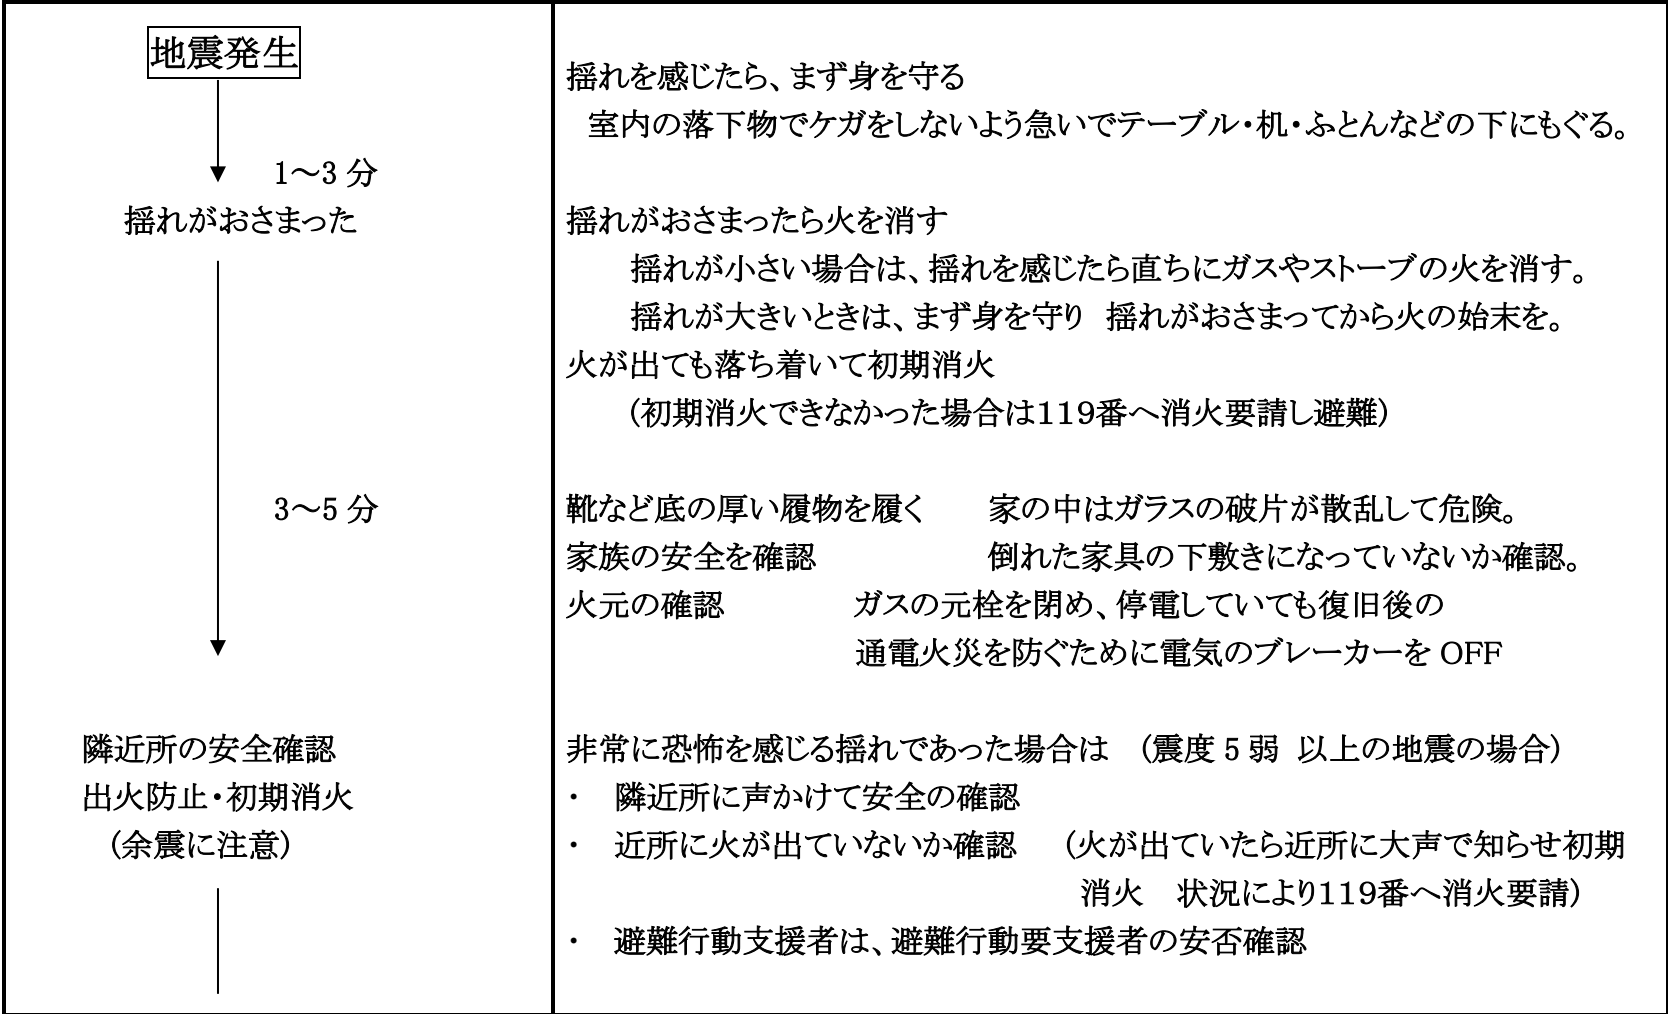 地震発生
1～3 分
揺れがおさまった
3～5 分
隣近所の安全確認
出火防止・初期消火
（余震に注意）
揺れを感じたら、まず身を守る
室内の落下物でケガをしないよう急いでテーブル・机・ふとんなどの下にもぐる。
揺れがおさまったら火を消す
揺れが小さい場合は、揺れを感じたら直ちにガスやストーブの火を消す。
揺れが大きいときは、まず身を守り　揺れがおさまってから火の始末を。
火が出ても落ち着いて初期消火
（初期消火できなかった場合は１１９番へ消火要請し避難）
靴など底の厚い履物を履く　　家の中はガラスの破片が散乱して危険。
家族の安全を確認　　倒れた家具の下敷きになっていないか確認。
火元の確認　　ガスの元栓を閉め、停電していても復旧後の
通電火災を防ぐために電気のブレーカーを OFF
非常に恐怖を感じる揺れであった場合は　（震度 5 弱 以上の地震の場合）
・　隣近所に声かけて安全の確認
・　近所に火が出ていないか確認　（火が出ていたら近所に大声で知らせ初期
消火　状況により１１９番へ消火要請）
・　避難行動支援者は、避難行動要支援者の安否確認